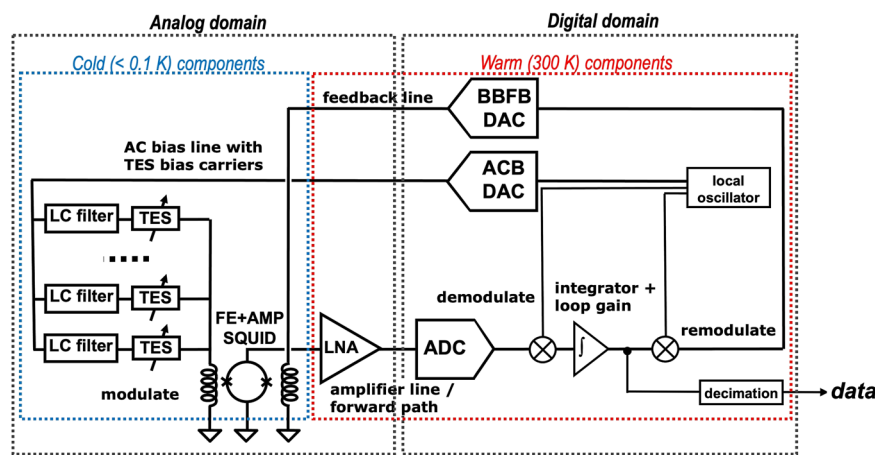 Analog domain
Digital domain
Cold (< 0.1 K) components
Warm (300 K) components
feedback line
BBFB
DAC
AC bias line with
TES bias carriers
ACB
DAC
local
oscillator
LC filter
TES
LC filter
TES
LC filter
TES
FE+AMP
SQUID
modulate
LNA
amplifier line /
forward path
ADC
demodulate
integrator +
loop gain
∫
remodulate
decimation
data